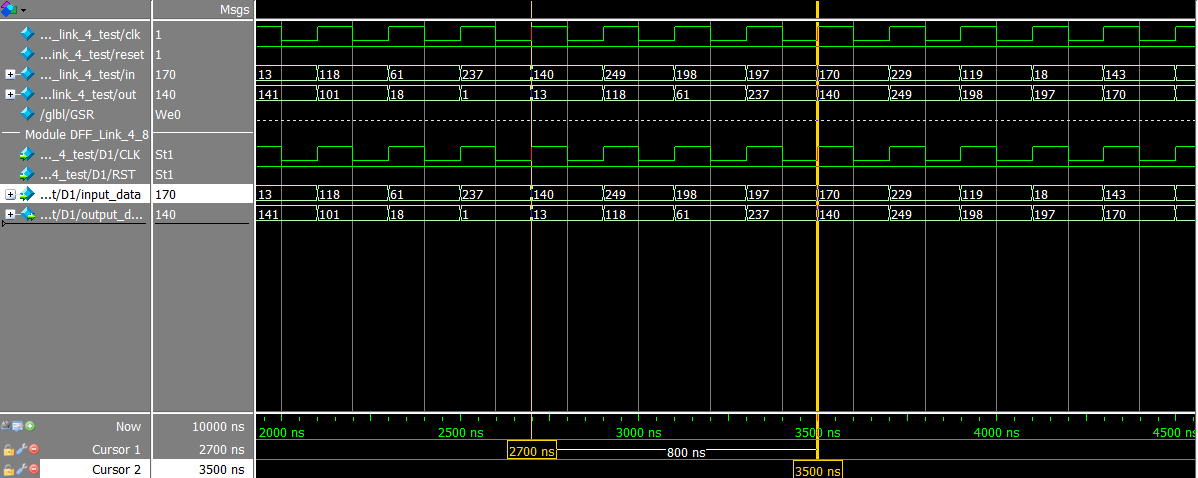 Msgs
..._link_4_test/clk 1
...ink_4_test/reset 1
..._link_4_test/in 170 13 118 61 237 140 249 198 197 170 229 119 18 143
...link_4_test/out 140 141 101 18 1 13 118 61 237 140 249 198 197 170
/glbl/GSR We0
Module DFF_Link_4_8
..._4_test/D1/CLK St1
...4_test/D1/RST St1
...t/D1/input_data 170 13 118 61 237 140 249 198 197 170 229 119 18 143
...t/D1/output_d... 140 141 101 18 1 13 118 61 237 140 249 198 197 170
Now 10000 ns 2000 ns 2500 ns 3000 ns 3500 ns 4000 ns 4500 ns
Cursor 1 2700 ns 2700 ns 800 ns
Cursor 2 3500 ns 3500 ns